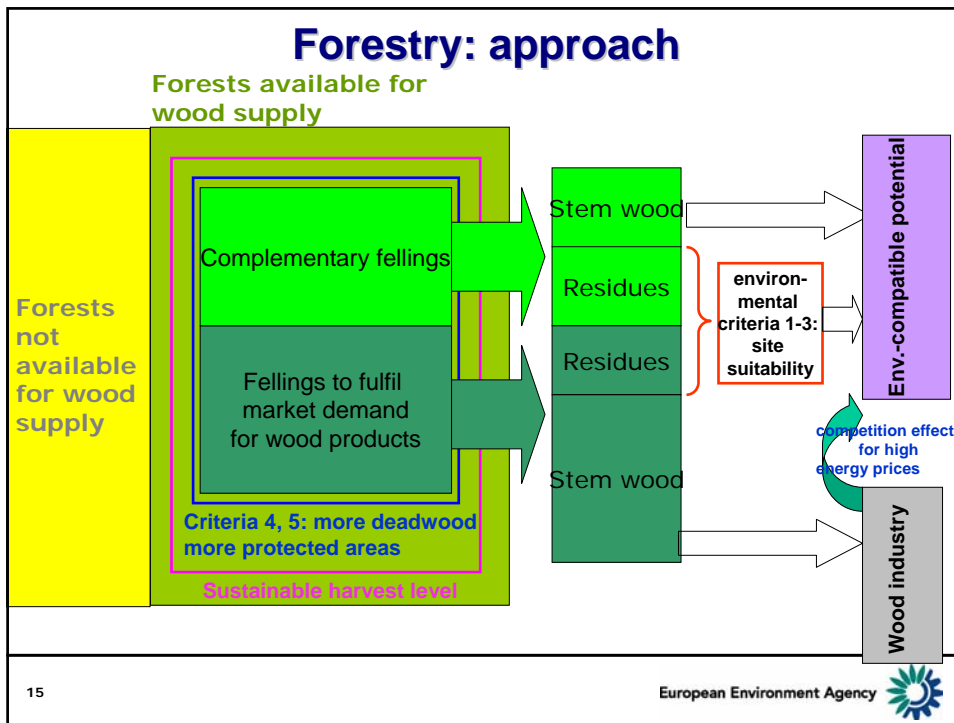 Forestry: approach
Forests available for
wood supply
Forests
not
available
for wood
supply
Complementary fellings
Fellings to fulfil
market demand
for wood products
Criteria 4, 5: more deadwood
more protected areas
Sustainable harvest level
Stem wood
Residues
Residues
Stem wood
environ-
mental
criteria 1-3:
site
suitability
Env.-compatible potential
competition effect
for high
energy prices
Wood industry
15
European Environment Agency